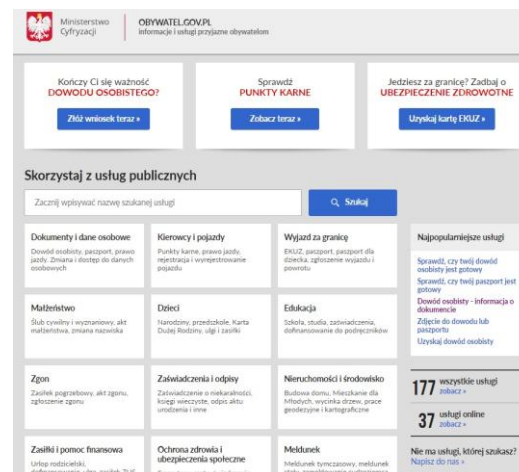 Ministerstwo
Cyfryzacji
OBYWATEL.GOV.PL
informacje i usługi przyjazne obywatelom
Kończy Ci się ważność
DOWODU OSOBISTEGO?
Złóż wniosek teraz »
Sprawdź
PUNKTY KARNE
Zobacz teraz »
Jedziesz za granicę? Zadbaj o
UBEZPIECZENIE ZDROWOTNE
Uzyskaj kartę EKUZ »
Skorzystaj z usług publicznych
Zacznij wpisywać nazwę szukanej usługi
Szukaj
Dokumenty i dane osobowe
Dowód osobisty, paszport, prawo
jazdy. Zmiana i dostęp do danych
osobowych
Kierowcy i pojazdy
Punkty karne, prawo jazdy,
rejestracja i wyrejestrowanie
pojazdu
Wyjazd za granicę
EKUZ, paszport, paszport dla
dziecka, zgłoszenie wyjazdu i
powrotu
Małżeństwo
Ślub cywilny i wyznaniowy, akt
małżeństwa, zmiana nazwiska
Dzieci
Narodziny, przedszkole, Karta
Dużej Rodziny, ulgi i zasiłki
Edukacja
Szkoła, studia, zaświadczenia,
dofinansowanie do podręczników
Zgon
Zasiłek pogrzebowy, akt zgonu,
zgłoszenie zgonu
Zaświadczenia i odpisy
Zaświadczenie o niekaralności,
księgi wieczyste, odpis aktu
urodzenia i inne
Nieruchomości i środowisko
Budowa domu, Mieszkanie dla
Młodych, wycinka drzew, prace
geodezyjne i kartograficzne
Zasiłki i pomoc finansowa
Urlop rodzicielski,
Ochrona zdrowia i
ubezpieczenia społeczne
Meldunek
Meldunek tymczasowy, meldunek
Najpopularniejsze usługi
Sprawdź, czy twój dowód
osobisty jest gotowy
Sprawdź, czy twój paszport jest
gotowy
Dowód osobisty - informacja o
dokumencie
Zdjęcie do dowodu lub
paszportu
Uzyskaj dowód osobisty
177 wszystkie usługi
zobacz »
37 usługi online
zobacz »
Nie ma usługi, której szukasz?
Napisz do nas »